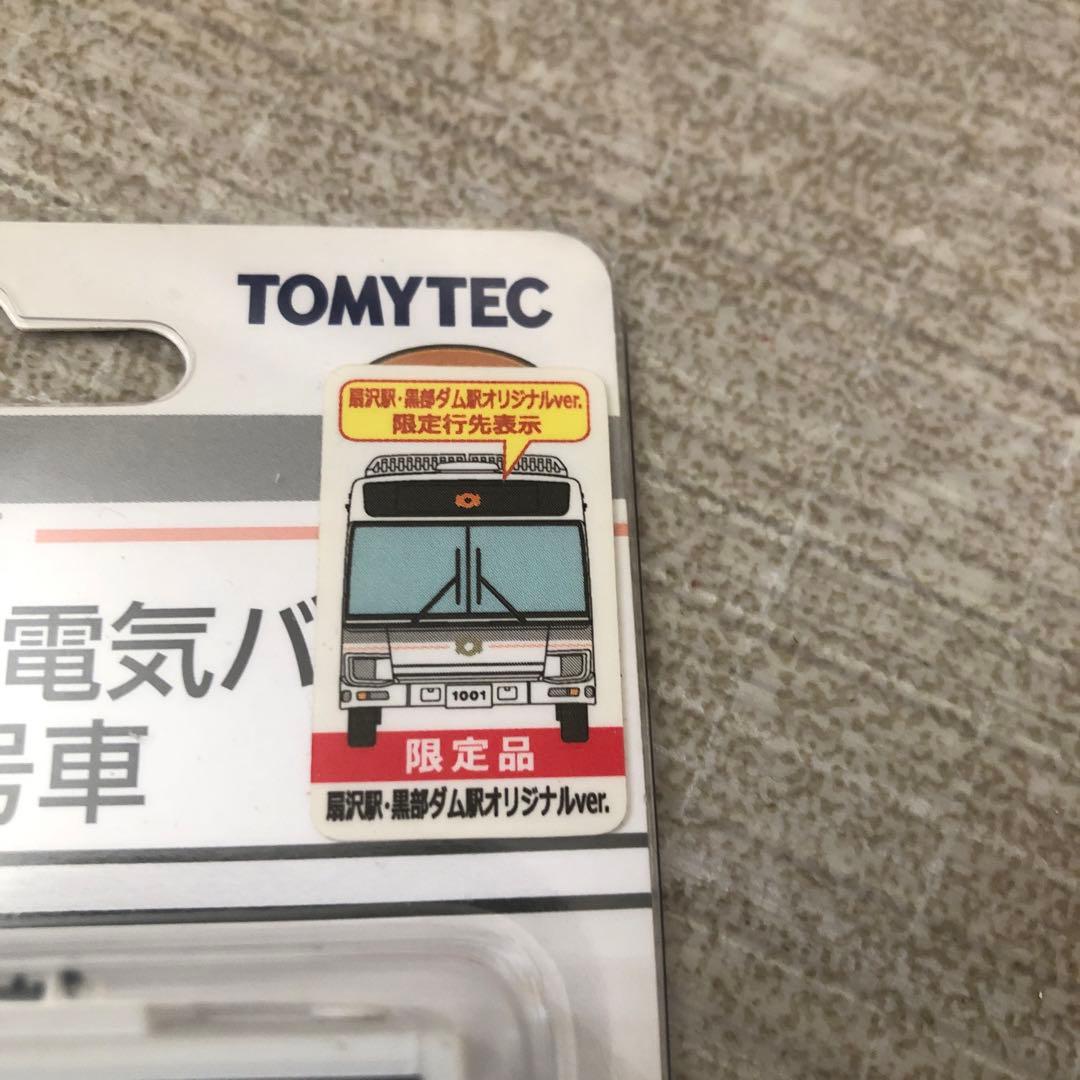 TOMYTEC
扇沢駅・黒部ダム駅オリジナルver.
限定行先表示
電気バ
号車
1001
限定品
扇沢駅・黒部ダム駅オリジナルver.